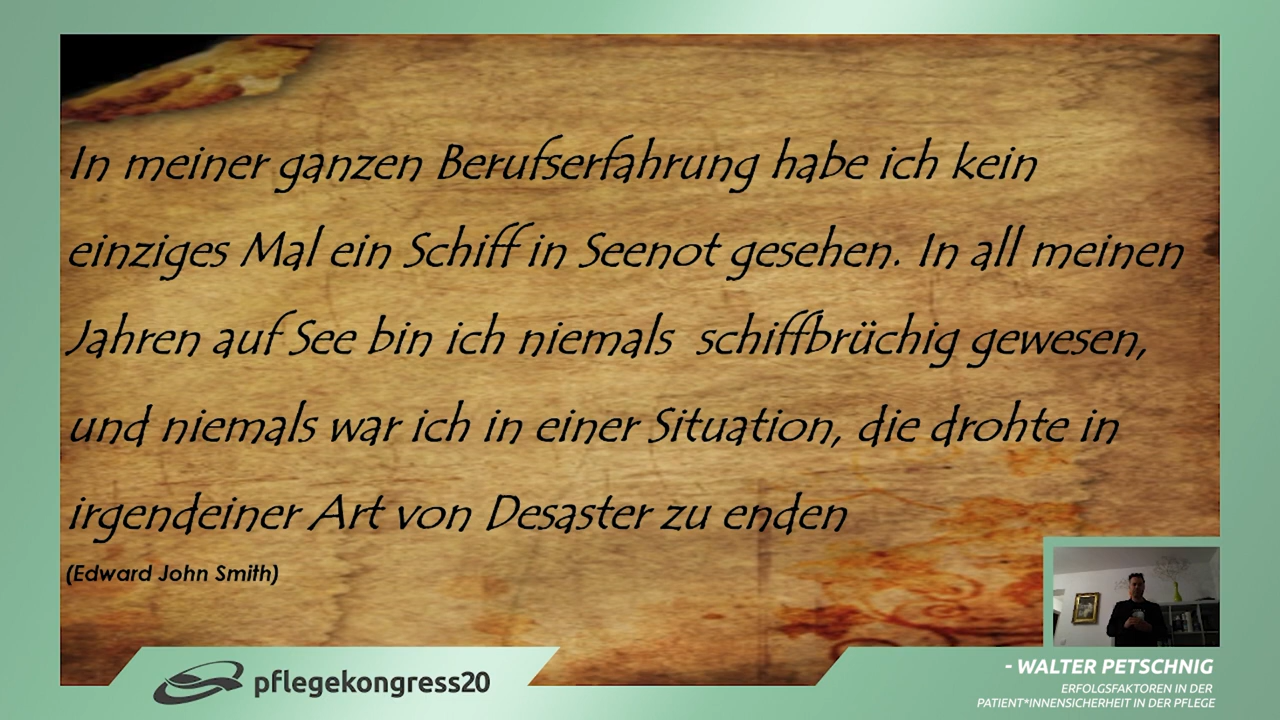 In meiner ganzen Berufserfahrung habe ich kein
einziges Mal ein Schiff in Seenot gesehen. In all meinen
Jahren auf See bin ich niemals schiffbrüchig gewesen,
und niemals war ich in einer Situation, die drohte in
irgendeiner Art von Desaster zu enden
(Edward John Smith)
pflegekongress20
- WALTER PETSCHNIG
ERFOLGSFAKTOREN IN DER
PATIENT*INNENSICHERHEIT IN DER PFLEGE